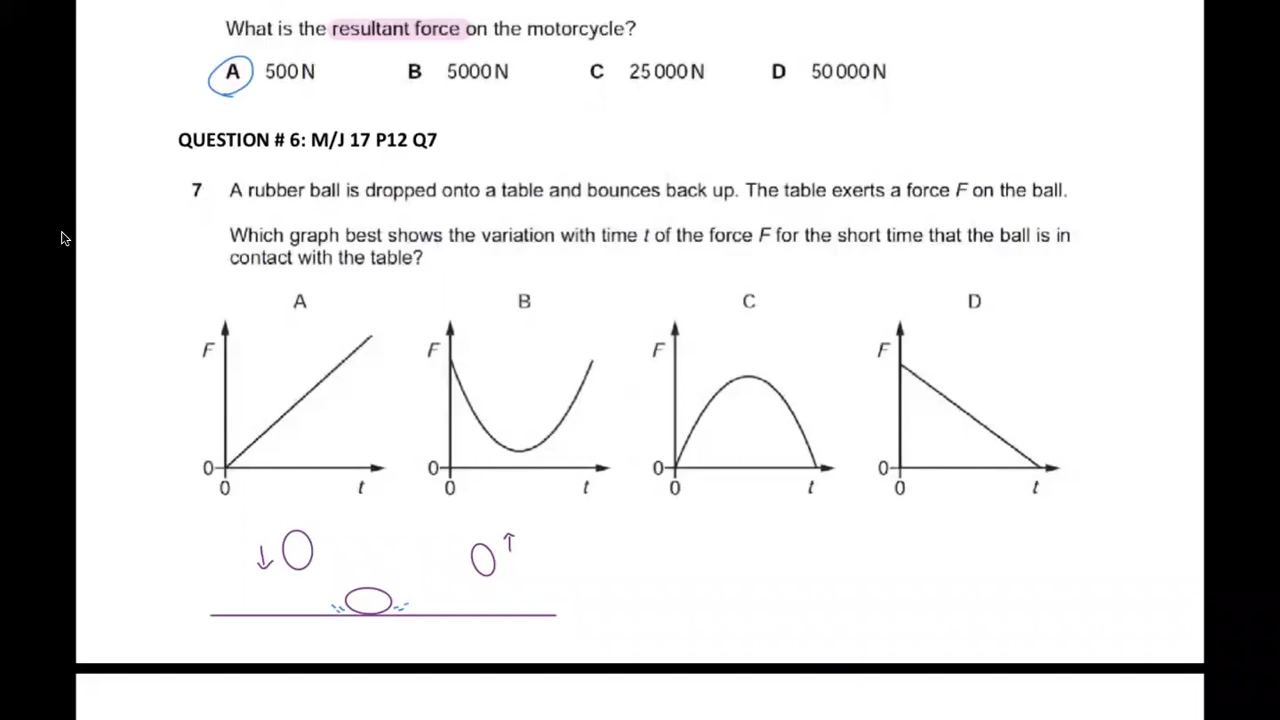 What is the resultant force on the motorcycle?
A 500 N B 5000 N C 25 000 N D 50 000 N
QUESTION # 6: M/J 17 P12 Q7
7 A rubber ball is dropped onto a table and bounces back up. The table exerts a force F on the ball.
Which graph best shows the variation with time t of the force F for the short time that the ball is in
contact with the table?
A B C D
F F F F
0 0 0 0
0 t 0 t 0 t 0 t